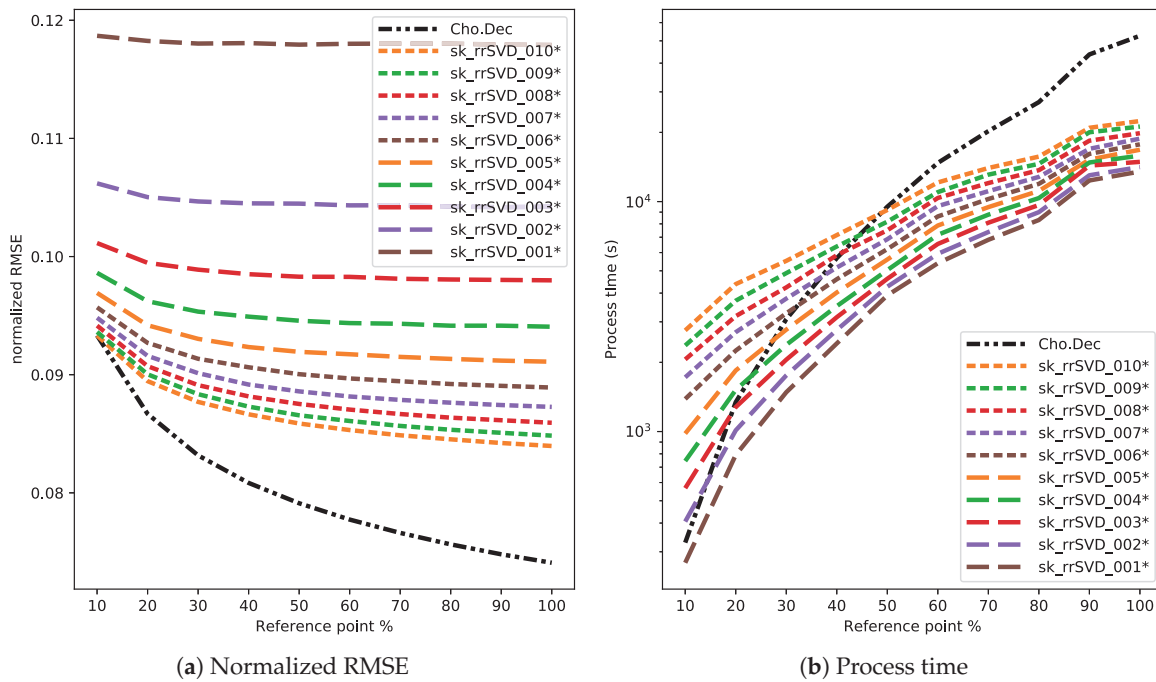 0.12
0.11
0.10
0.09
0.08
normalized RMSE
Cho.Dec
sk_rrSVD_010*
sk_rrSVD_009*
sk_rrSVD_008*
sk_rrSVD_007*
sk_rrSVD_006*
sk_rrSVD_005*
sk_rrSVD_004*
sk_rrSVD_003*
sk_rrSVD_002*
sk_rrSVD_001*
10 20 30 40 50 60 70 80 90 100
Reference point %
(a) Normalized RMSE
10⁴
10³
Process tIme (s)
Cho.Dec
sk_rrSVD_010*
sk_rrSVD_009*
sk_rrSVD_008*
sk_rrSVD_007*
sk_rrSVD_006*
sk_rrSVD_005*
sk_rrSVD_004*
sk_rrSVD_003*
sk_rrSVD_002*
sk_rrSVD_001*
10 20 30 40 50 60 70 80 90 100
Reference point %
(b) Process time